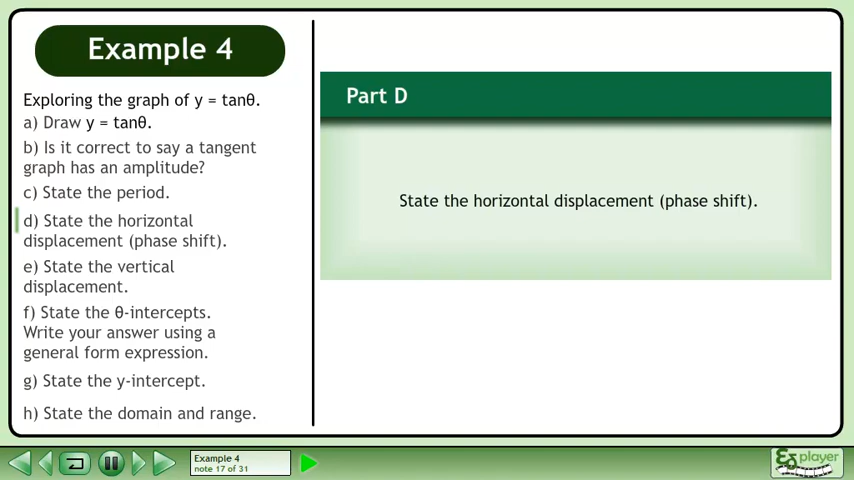 Example 4
Exploring the graph of y = tanθ.
a) Draw y = tanθ.
b) Is it correct to say a tangent
graph has an amplitude?
c) State the period.
d) State the horizontal
displacement (phase shift).
e) State the vertical
displacement.
f) State the θ-intercepts.
Write your answer using a
general form expression.
g) State the y-intercept.
h) State the domain and range.
Part D
State the horizontal displacement (phase shift).
Example 4
note 17 of 31
player